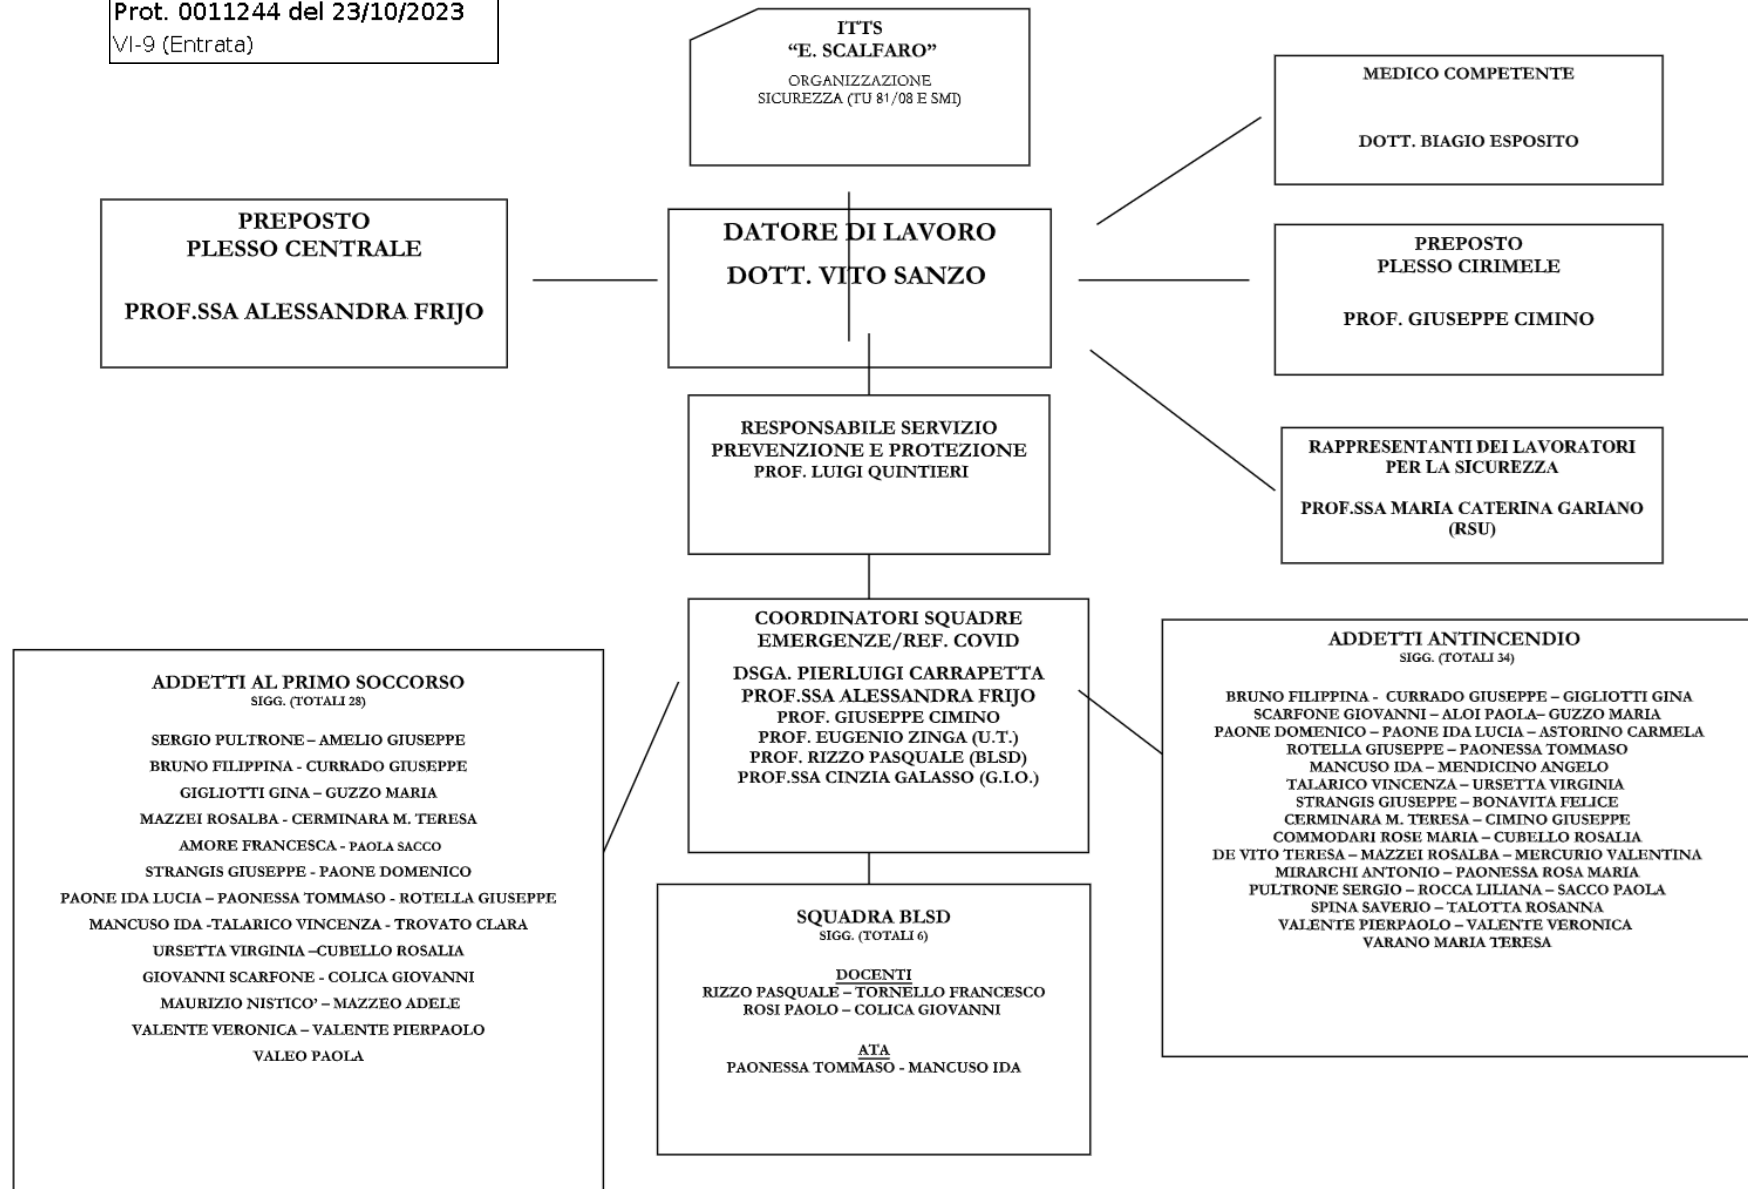 Prot. 0011244 del 23/10/2023
VI-9 (Entrata)
ITTS
“E. SCALFARO”
ORGANIZZAZIONE
SICUREZZA (TU 81/08 E SMI)
MEDICO COMPETENTE
DOTT. BIAGIO ESPOSITO
PREPOSTO
PLESSO CENTRALE
PROF.SSA ALESSANDRA FRIJO
DATORE DI LAVORO
DOTT. VITO SANZO
PREPOSTO
PLESSO CIRIMELE
PROF. GIUSEPPE CIMINO
RESPONSABILE SERVIZIO
PREVENZIONE E PROTEZIONE
PROF. LUIGI QUINTIERI
RAPPRESENTANTI DEI LAVORATORI
PER LA SICUREZZA
PROF.SSA MARIA CATERINA GARIANO
(RSU)
COORDINATORI SQUADRE
EMERGENZE/REF. COVID
DSGA. PIERLUIGI CARRAPETTA
PROF.SSA ALESSANDRA FRIJO
PROF. GIUSEPPE CIMINO
PROF. EUGENIO ZINGA (U.T.)
PROF. RIZZO PASQUALE (BLSD)
PROF.SSA CINZIA GALASSO (G.I.O.)
ADDETTI AL PRIMO SOCCORSO
SIGG. (TOTALI 28)
SERGIO PULTRONE – AMELIO GIUSEPPE
BRUNO FILIPPINA - CURRADO GIUSEPPE
GIGLIOTTI GINA – GUZZO MARIA
MAZZEI ROSALBA - CERMINARA M. TERESA
AMORE FRANCESCA - PAOLA SACCO
STRANGIS GIUSEPPE - PAONE DOMENICO
PAONE IDA LUCIA – PAONESSA TOMMASO - ROTELLA GIUSEPPE
MANCUSO IDA -TALARICO VINCENZA - TROVATO CLARA
URSETTA VIRGINIA –CUBELLO ROSALIA
GIOVANNI SCARFONE - COLICA GIOVANNI
MAURIZIO NISTICO’ – MAZZEO ADELE
VALENTE VERONICA – VALENTE PIERPAOLO
VALEO PAOLA
ADDETTI ANTINCENDIO
SIGG. (TOTALI 34)
BRUNO FILIPPINA - CURRADO GIUSEPPE – GIGLIOTTI GINA
SCARFONE GIOVANNI – ALOI PAOLA– GUZZO MARIA
PAONE DOMENICO – PAONE IDA LUCIA – ASTORINO CARMELA
ROTELLA GIUSEPPE – PAONESSA TOMMASO
MANCUSO IDA – MENDICINO ANGELO
TALARICO VINCENZA – URSETTA VIRGINIA
STRANGIS GIUSEPPE – BONAVITA FELICE
CERMINARA M. TERESA – CIMINO GIUSEPPE
COMMODARI ROSE MARIA – CUBELLO ROSALIA
DE VITO TERESA – MAZZEI ROSALBA – MERCURIO VALENTINA
MIRARCHI ANTONIO – PAONESSA ROSA MARIA
PULTRONE SERGIO – ROCCA LILIANA – SACCO PAOLA
SPINA SAVERIO – TALOTTA ROSANNA
VALENTE PIERPAOLO – VALENTE VERONICA
VARANO MARIA TERESA
SQUADRA BLSD
SIGG. (TOTALI 6)
DOCENTI
RIZZO PASQUALE – TORNELLO FRANCESCO
ROSI PAOLO – COLICA GIOVANNI
ATA
PAONESSA TOMMASO - MANCUSO IDA